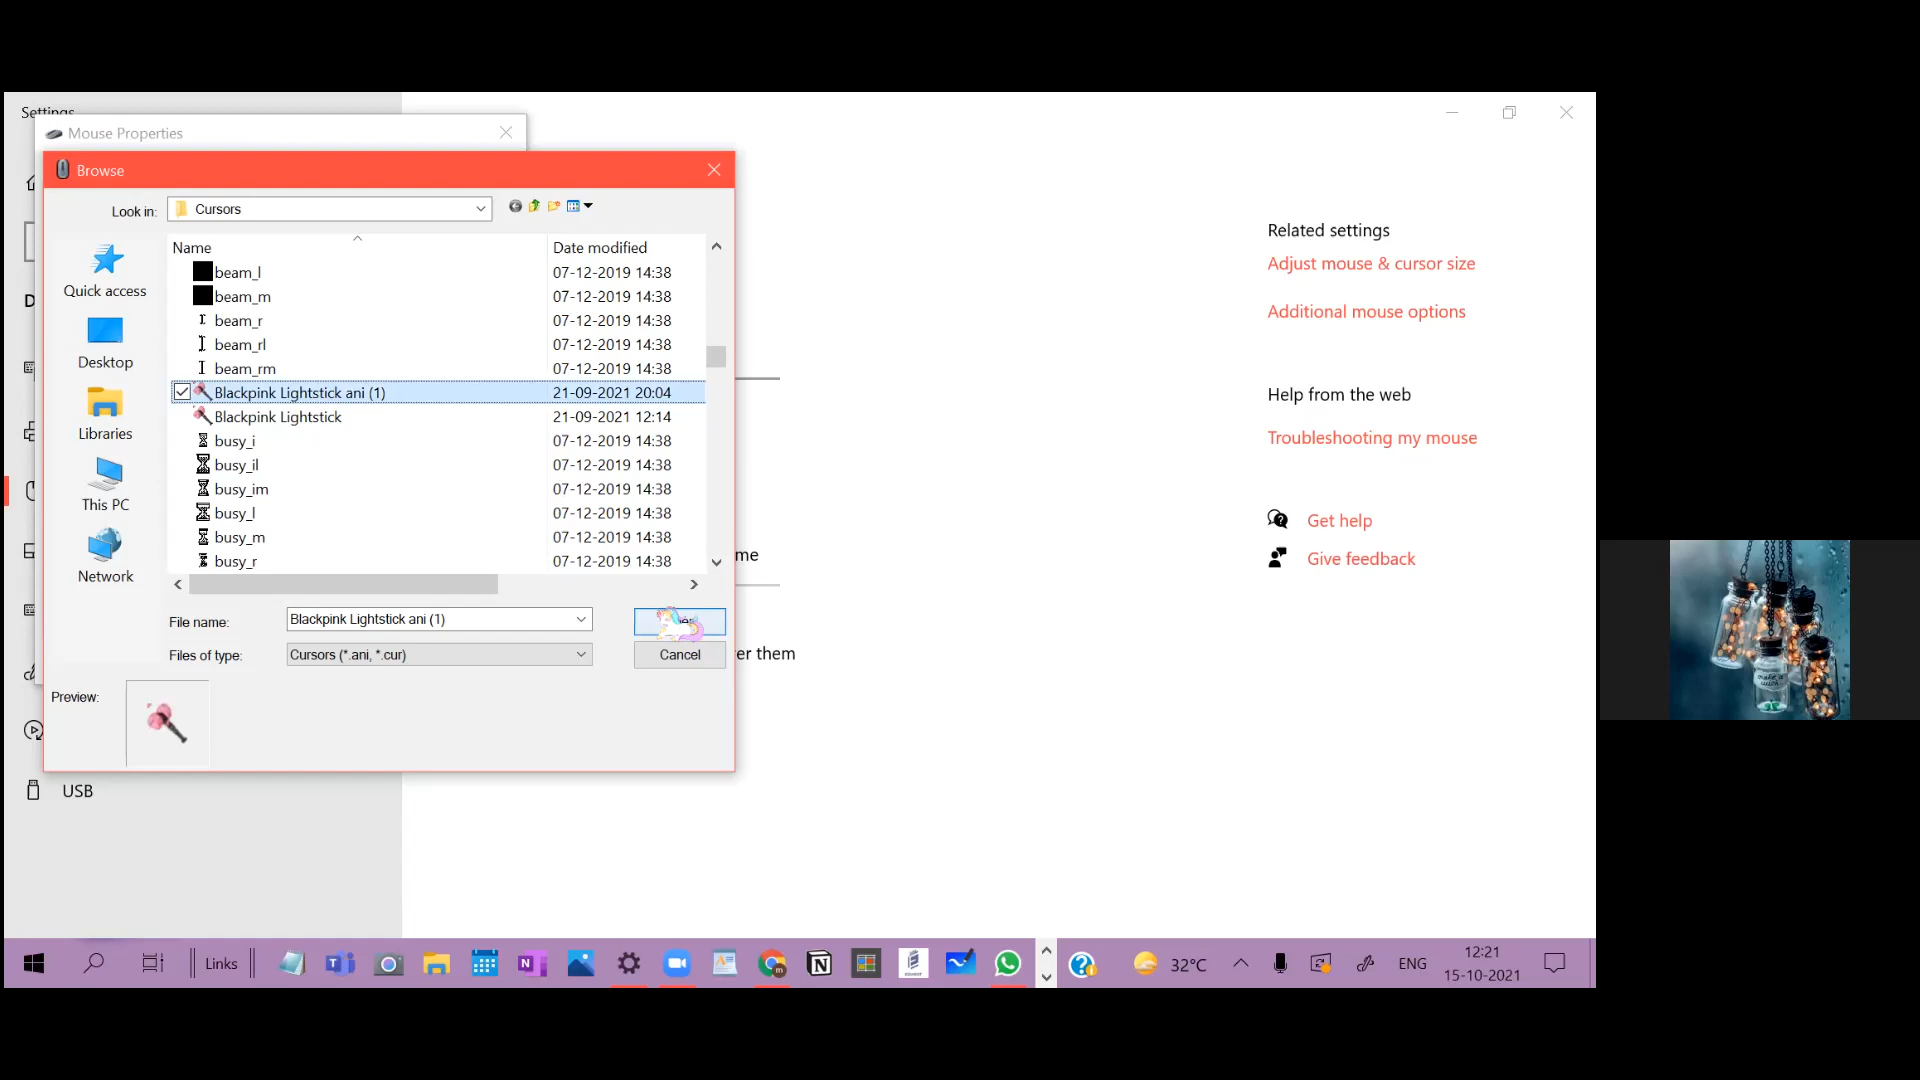 Settings
Mouse Properties
Browse
Look in:
Cursors
Name
Date modified
beam_l 07-12-2019 14:38
beam_m 07-12-2019 14:38
beam_r 07-12-2019 14:38
beam_rl 07-12-2019 14:38
beam_rm 07-12-2019 14:38
Blackpink Lightstick ani (1) 21-09-2021 20:04
Blackpink Lightstick 21-09-2021 12:14
busy_i 07-12-2019 14:38
busy_il 07-12-2019 14:38
busy_im 07-12-2019 14:38
busy_l 07-12-2019 14:38
busy_m 07-12-2019 14:38
busy_r 07-12-2019 14:38
Quick access
Desktop
Libraries
This PC
Network
File name:
Blackpink Lightstick ani (1)
Files of type:
Cursors (*.ani, *.cur)
Cancel
Preview:
D
me
er them
USB
Related settings
Adjust mouse & cursor size
Additional mouse options
Help from the web
Troubleshooting my mouse
Get help
Give feedback
Links
32°C
ENG
12:21
15-10-2021